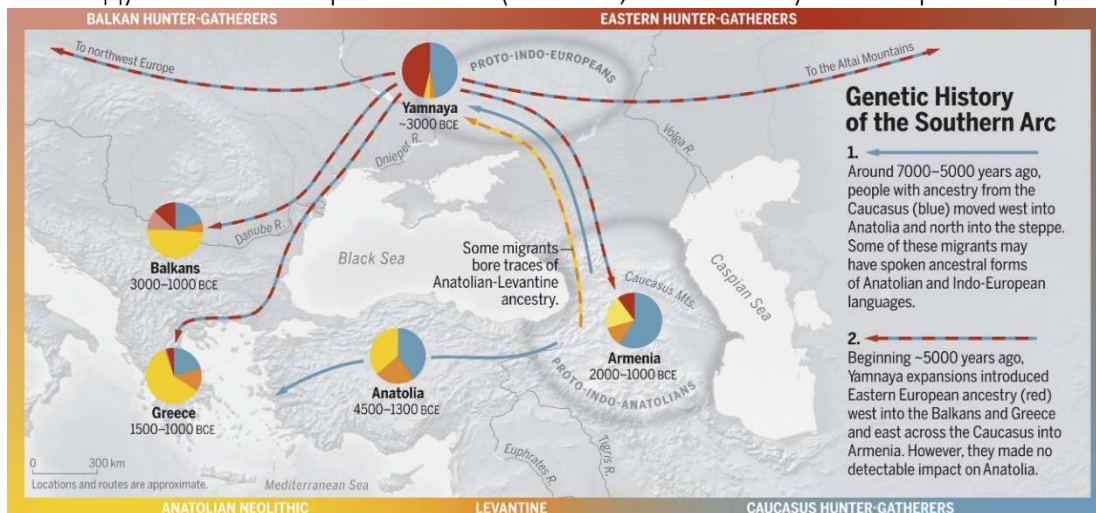 BALKAN HUNTER-GATHERERS
EASTERN HUNTER-GATHERERS
To northwest Europe
PROTO-INDO-EUROPEANS
To the Altai Mountains
Yamnaya
~3000 BCE
Dnieper R.
Volga R.
Genetic History
of the Southern Arc
1.
Around 7000–5000 years ago,
people with ancestry from the
Caucasus (blue) moved west into
Anatolia and north into the steppe.
Some of these migrants may
have spoken ancestral forms
of Anatolian and Indo-European
languages.
2.
Beginning ~5000 years ago,
Yamnaya expansions introduced
Eastern European ancestry (red)
west into the Balkans and Greece
and east across the Caucasus into
Armenia. However, they made no
detectable impact on Anatolia.
Danube R.
Balkans
3000–1000 BCE
Black Sea
Some migrants
bore traces of
Anatolian-Levantine
ancestry.
Caucasus Mts.
Caspian Sea
Armenia
2000–1000 BCE
PROTO-INDO-ANATOLIANS
Anatolia
4500–1300 BCE
Greece
1500–1000 BCE
Euphrates R.
Tigris R.
0 300 km
Locations and routes are approximate.
Mediterranean Sea
ANATOLIAN NEOLITHIC
LEVANTINE
CAUCASUS HUNTER-GATHERERS